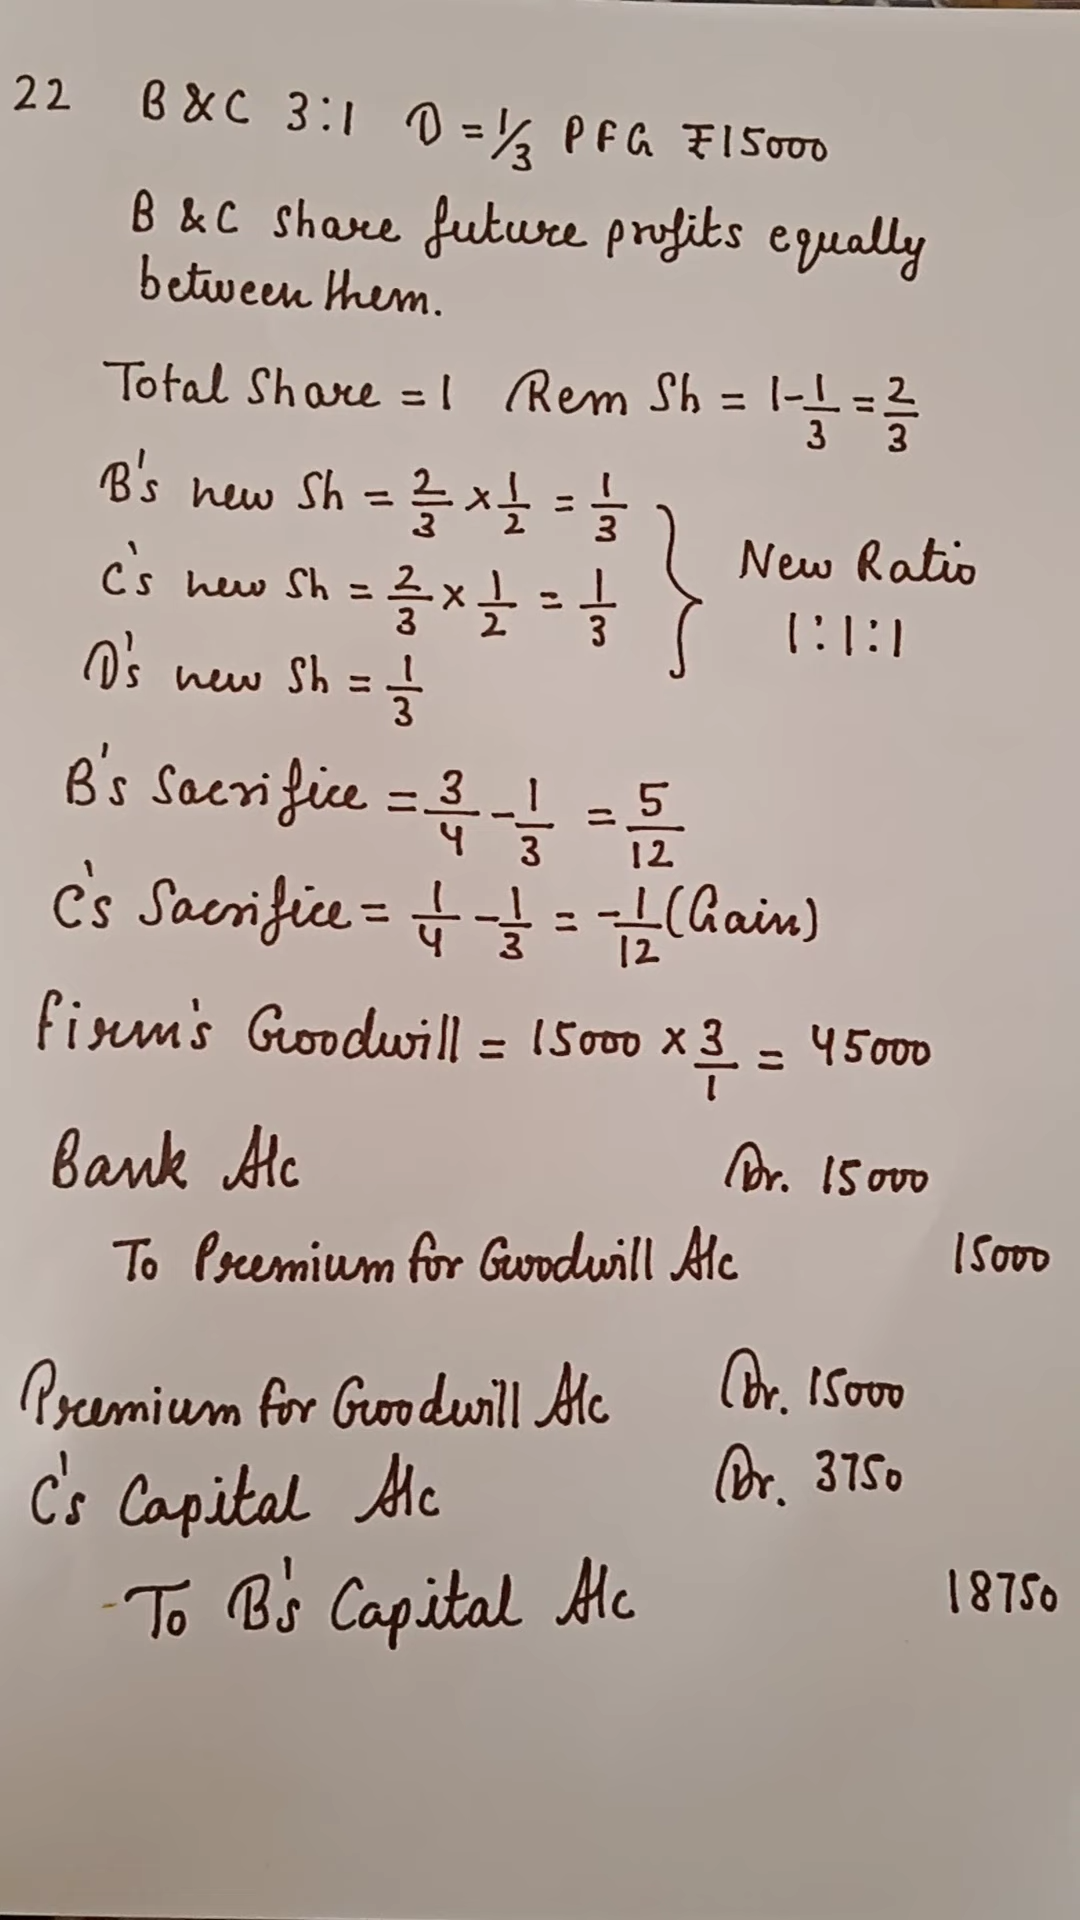 22 B & C 3:1 D = 1/3 PFG ₹15000
B & C share future profits equally
between them.
Total Share = 1 Rem Sh = 1-1/3 = 2/3
B's new Sh = 2/3 × 1/2 = 1/3
C's new Sh = 2/3 × 1/2 = 1/3
D's new Sh = 1/3
New Ratio
1:1:1
B's Sacrifice = 3/4 - 1/3 = 5/12
C's Sacrifice = 1/4 - 1/3 = -1/12 (Gain)
Firm's Goodwill = 15000 × 3/1 = 45000
Bank A/c Dr. 15000
To Premium for Goodwill A/c 15000
Premium for Goodwill A/c Dr. 15000
C's Capital A/c Dr. 3750
-To B's Capital A/c 18750